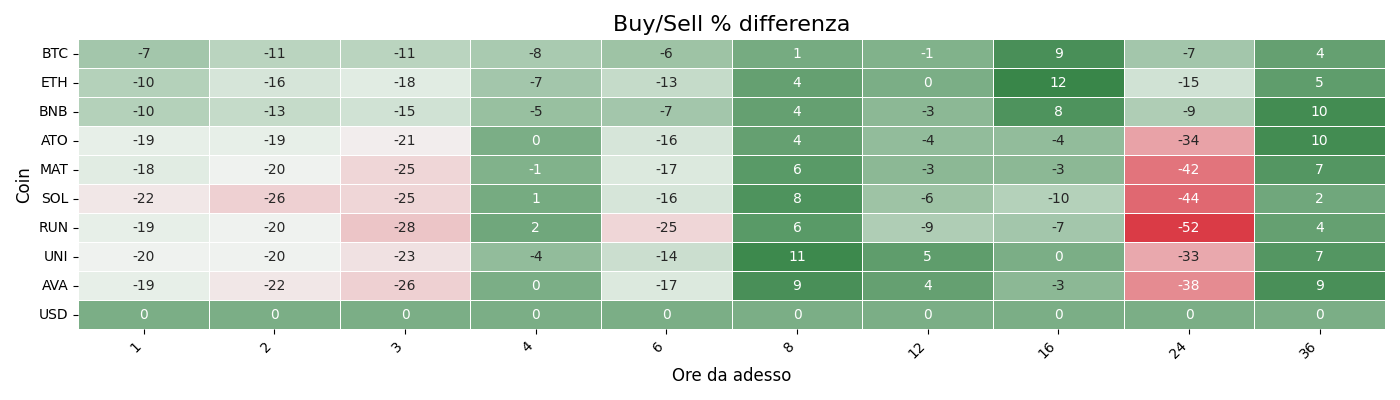 Buy/Sell % differenza
Coin
BTC -7 -11 -11 -8 -6 1 -1 9 -7 4
ETH -10 -16 -18 -7 -13 4 0 12 -15 5
BNB -10 -13 -15 -5 -7 4 -3 8 -9 10
ATO -19 -19 -21 0 -16 4 -4 -4 -34 10
MAT -18 -20 -25 -1 -17 6 -3 -3 -42 7
SOL -22 -26 -25 1 -16 8 -6 -10 -44 2
RUN -19 -20 -28 2 -25 6 -9 -7 -52 4
UNI -20 -20 -23 -4 -14 11 5 0 -33 7
AVA -19 -22 -26 0 -17 9 4 -3 -38 9
USD 0 0 0 0 0 0 0 0 0 0
1 2 3 4 6 8 12 16 24 36
Ore da adesso